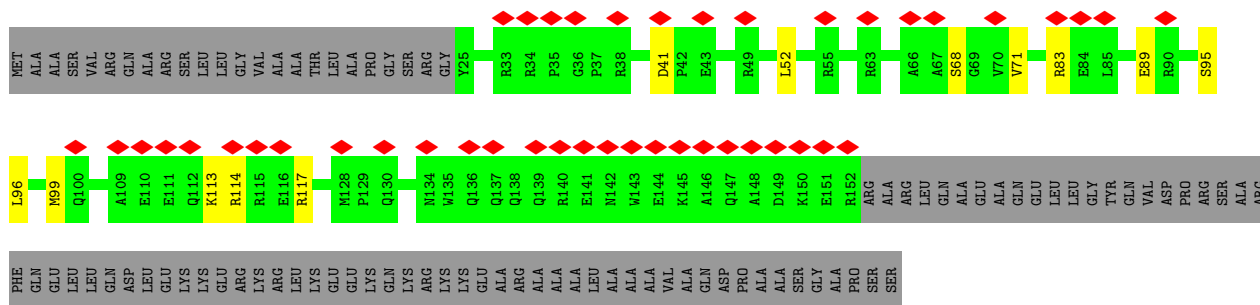 MET ALA ALA SER VAL ARG GLN ALA ARG SER LEU LEU GLY VAL ALA ALA THR LEU ALA PRO GLY SER ARG GLY Y25 R33 R34 P35 G36 P37 R38 D41 P42 E43 R49 L52 R55 R63 A66 A67 S68 G69 V70 V71 R83 E84 L85 E89 R90 S95
L96 M99 Q100 A109 E110 E111 Q112 K113 R114 R115 E116 R117 M128 P129 Q130 N134 W135 Q136 Q137 Q138 Q139 R140 E141 N142 W143 E144 K145 A146 Q147 A148 D149 K150 E151 R152 ARG ALA ARG LEU GLN ALA GLU ALA GLN GLU LEU LEU GLY TYR GLN VAL ASP PRO ARG SER ALA ARG
PHE GLN GLU LEU LEU GLN ASP LEU GLU LYS LYS GLU ARG LYS ARG LEU LYS GLU GLU LYS GLN LYS ARG LYS LYS GLU ALA ARG ALA ALA ALA LEU ALA ALA ALA VAL ALA GLN ASP PRO ALA ALA SER GLY ALA PRO SER SER